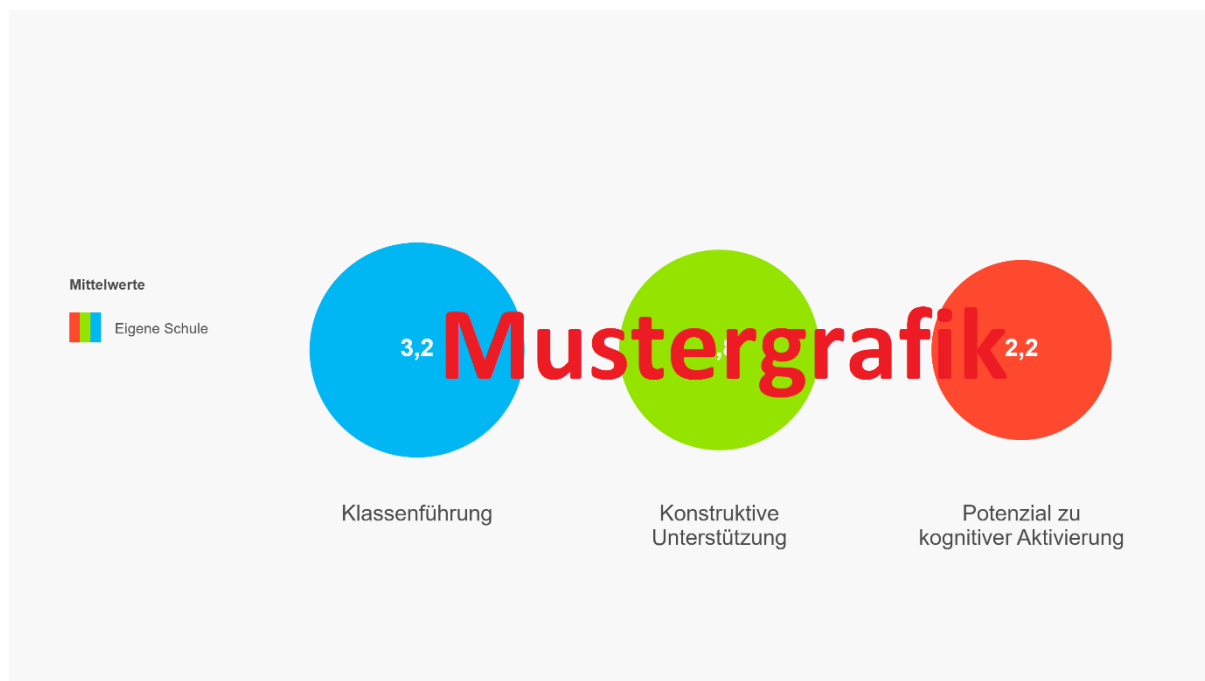 Mittelwerte
Eigene Schule
3,2
2,2
Mustergrafik
Klassenführung
Konstruktive
Unterstützung
Potenzial zu
kognitiver Aktivierung